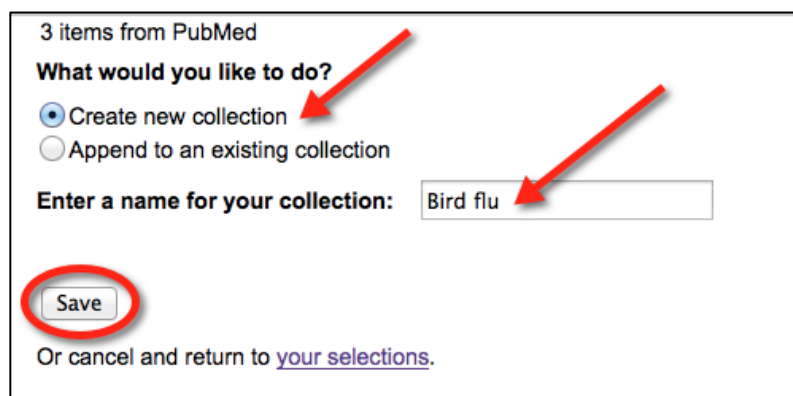 3 items from PubMed
What would you like to do?
Create new collection
Append to an existing collection
Enter a name for your collection: Bird flu
Save
Or cancel and return to your selections.